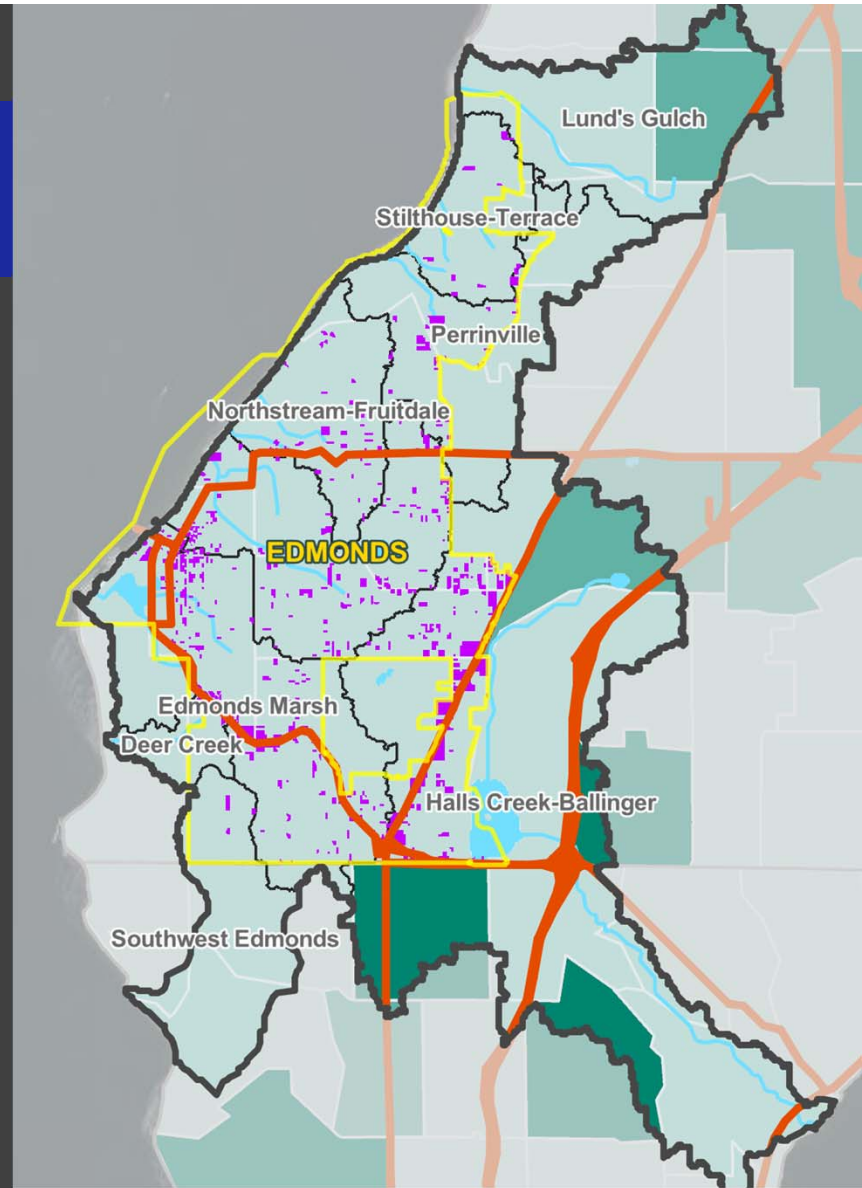 Lund's Gulch
Stilthouse-Terrace
Perrinville
Northstream-Fruitdale
EDMONDS
Edmonds Marsh
Deer Creek
Halls Creek-Ballinger
Southwest Edmonds